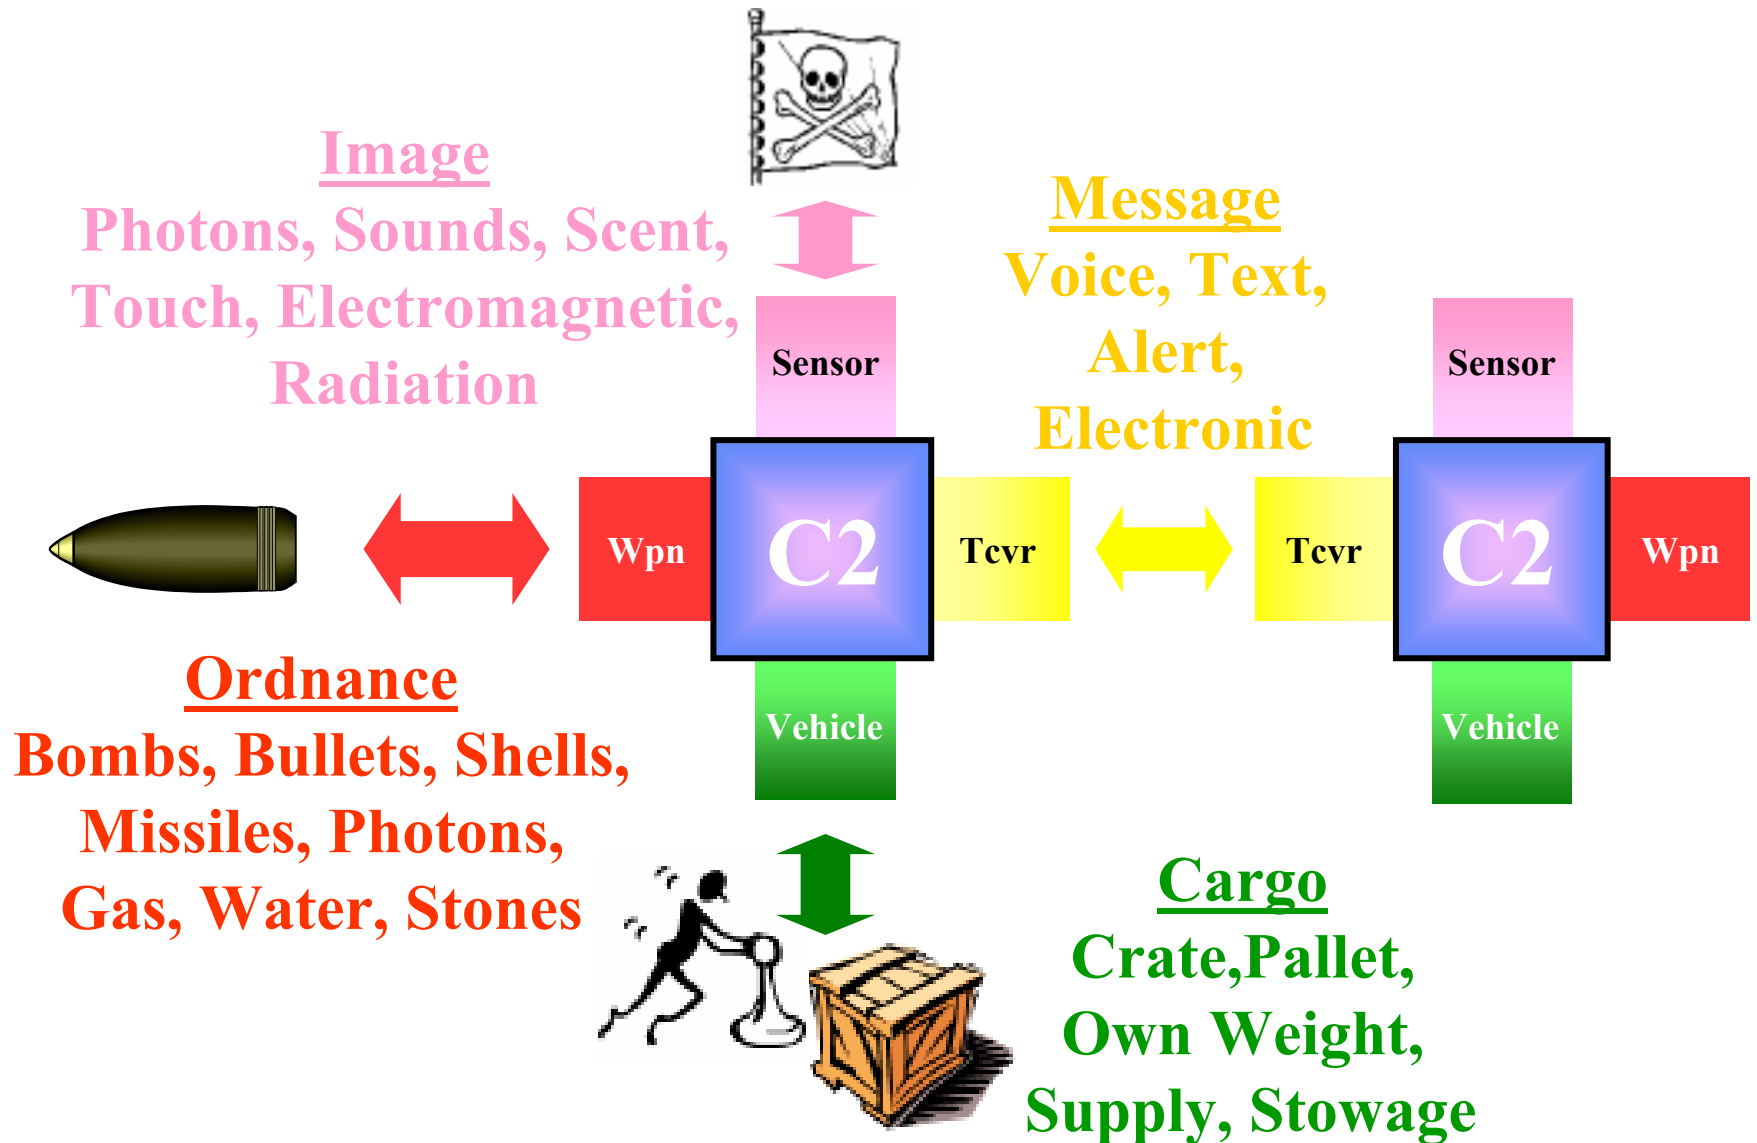 Image
Photons, Sounds, Scent,
Touch, Electromagnetic,
Radiation
Message
Voice, Text,
Alert,
Electronic
Sensor
Sensor
Wpn
C2
Tcvr
Tcvr
C2
Wpn
Vehicle
Vehicle
Ordnance
Bombs, Bullets, Shells,
Missiles, Photons,
Gas, Water, Stones
Cargo
Crate,Pallet,
Own Weight,
Supply, Stowage